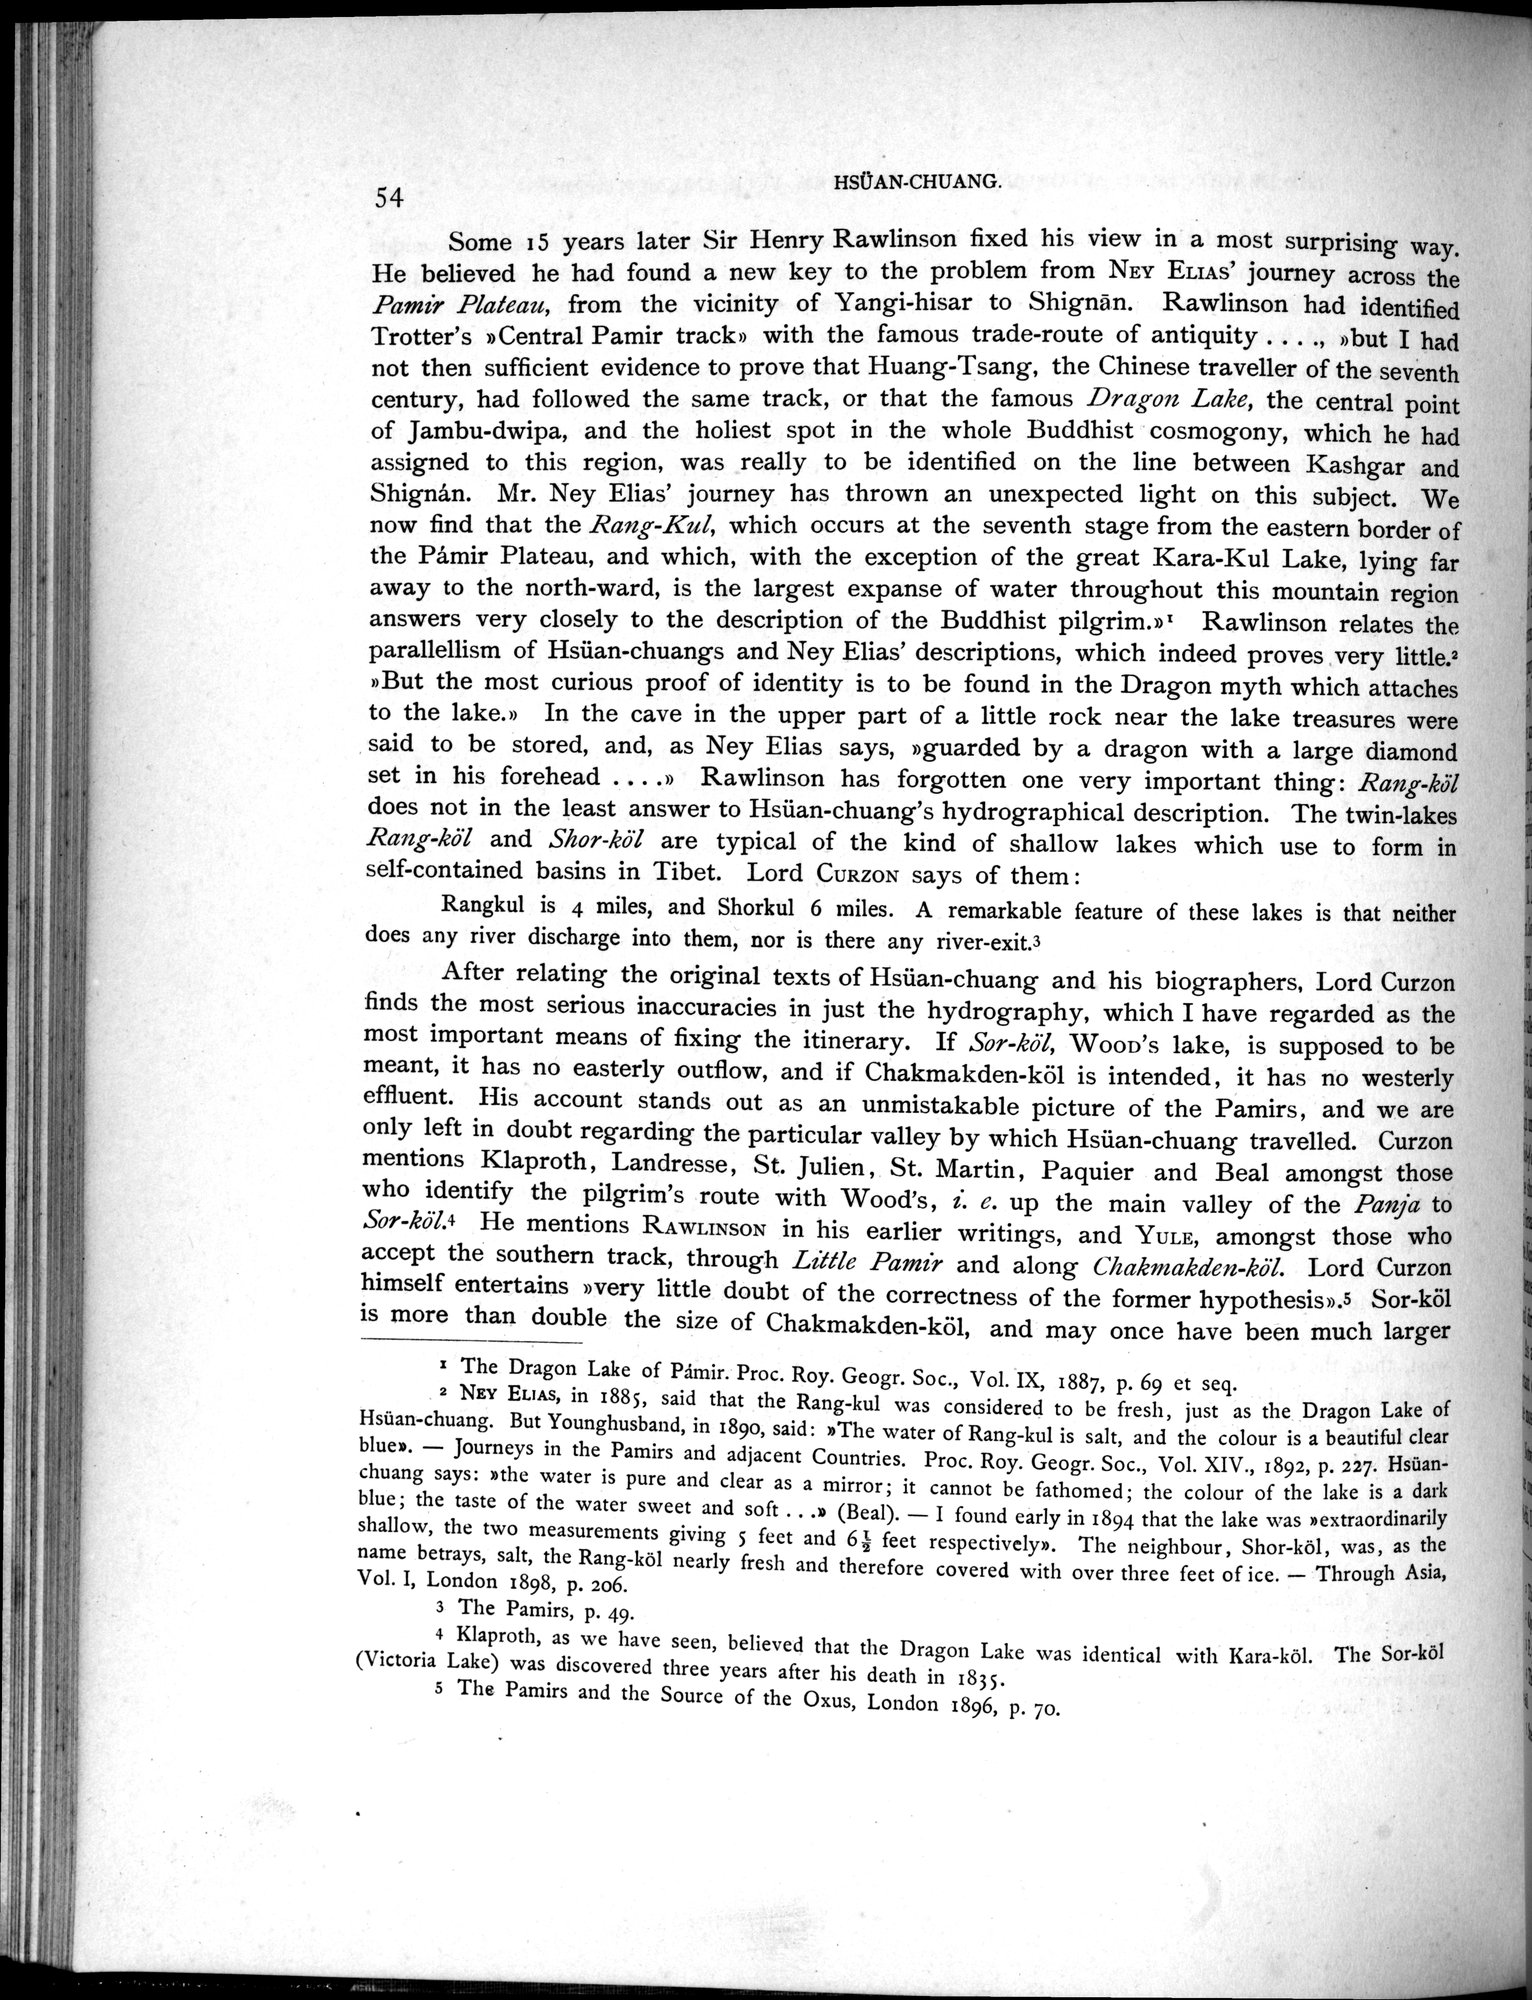 54
HSÜAN-CHUANG.
Some 15 years later Sir Henry Rawlinson fixed his view in a most surprising way.
He believed he had found a new key to the problem from NEY ELIAS' journey across the
Pamir Plateau, from the vicinity of Yangi-hisar to Shignān. Rawlinson had identified
Trotter's »Central Pamir track» with the famous trade-route of antiquity . . . ., »but I had
not then sufficient evidence to prove that Huang-Tsang, the Chinese traveller of the seventh
century, had followed the same track, or that the famous Dragon Lake, the central point
of Jambu-dwipa, and the holiest spot in the whole Buddhist cosmogony, which he had
assigned to this region, was really to be identified on the line between Kashgar and
Shignán. Mr. Ney Elias' journey has thrown an unexpected light on this subject. We
now find that the Rang-Kul, which occurs at the seventh stage from the eastern border of
the Pámir Plateau, and which, with the exception of the great Kara-Kul Lake, lying far
away to the north-ward, is the largest expanse of water throughout this mountain region
answers very closely to the description of the Buddhist pilgrim.»¹ Rawlinson relates the
parallellism of Hsüan-chuangs and Ney Elias' descriptions, which indeed proves very little.²
»But the most curious proof of identity is to be found in the Dragon myth which attaches
to the lake.» In the cave in the upper part of a little rock near the lake treasures were
said to be stored, and, as Ney Elias says, »guarded by a dragon with a large diamond
set in his forehead . . . .» Rawlinson has forgotten one very important thing: Rang-köl
does not in the least answer to Hsüan-chuang's hydrographical description. The twin-lakes
Rang-köl and Shor-köl are typical of the kind of shallow lakes which use to form in
self-contained basins in Tibet. Lord CURZON says of them:
Rangkul is 4 miles, and Shorkul 6 miles. A remarkable feature of these lakes is that neither
does any river discharge into them, nor is there any river-exit.³
After relating the original texts of Hsüan-chuang and his biographers, Lord Curzon
finds the most serious inaccuracies in just the hydrography, which I have regarded as the
most important means of fixing the itinerary. If Sor-köl, WOOD's lake, is supposed to be
meant, it has no easterly outflow, and if Chakmakden-köl is intended, it has no westerly
effluent. His account stands out as an unmistakable picture of the Pamirs, and we are
only left in doubt regarding the particular valley by which Hsüan-chuang travelled. Curzon
mentions Klaproth, Landresse, St. Julien, St. Martin, Paquier and Beal amongst those
who identify the pilgrim's route with Wood's, i. e. up the main valley of the Panja to
Sor-köl.⁴ He mentions RAWLINSON in his earlier writings, and YULE, amongst those who
accept the southern track, through Little Pamir and along Chakmakden-köl. Lord Curzon
himself entertains »very little doubt of the correctness of the former hypothesis».⁵ Sor-köl
is more than double the size of Chakmakden-köl, and may once have been much larger
¹ The Dragon Lake of Pámir. Proc. Roy. Geogr. Soc., Vol. IX, 1887, p. 69 et seq.
² NEY ELIAS, in 1885, said that the Rang-kul was considered to be fresh, just as the Dragon Lake of
Hsüan-chuang. But Younghusband, in 1890, said: »The water of Rang-kul is salt, and the colour is a beautiful clear
blue». — Journeys in the Pamirs and adjacent Countries. Proc. Roy. Geogr. Soc., Vol. XIV., 1892, p. 227. Hsüan-
chuang says: »the water is pure and clear as a mirror; it cannot be fathomed; the colour of the lake is a dark
blue; the taste of the water sweet and soft . . .» (Beal). — I found early in 1894 that the lake was »extraordinarily
shallow, the two measurements giving 5 feet and 6½ feet respectively». The neighbour, Shor-köl, was, as the
name betrays, salt, the Rang-köl nearly fresh and therefore covered with over three feet of ice. — Through Asia,
Vol. I, London 1898, p. 206.
³ The Pamirs, p. 49.
⁴ Klaproth, as we have seen, believed that the Dragon Lake was identical with Kara-köl. The Sor-köl
(Victoria Lake) was discovered three years after his death in 1835.
⁵ The Pamirs and the Source of the Oxus, London 1896, p. 70.